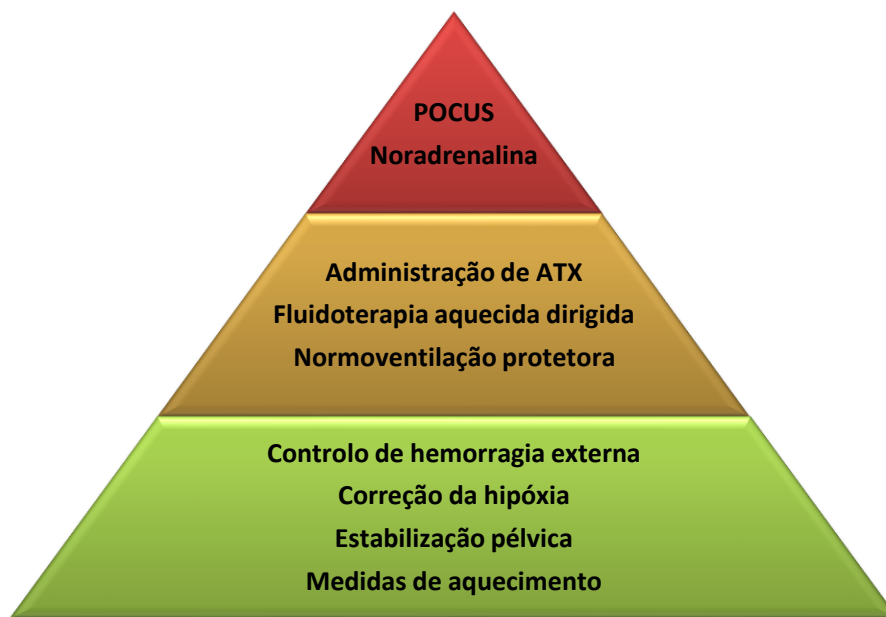 POCUS
Noradrenalina
Administração de ATX
Fluidoterapia aquecida dirigida
Normoventilação protetora
Controlo de hemorragia externa
Correção da hipóxia
Estabilização pélvica
Medidas de aquecimento